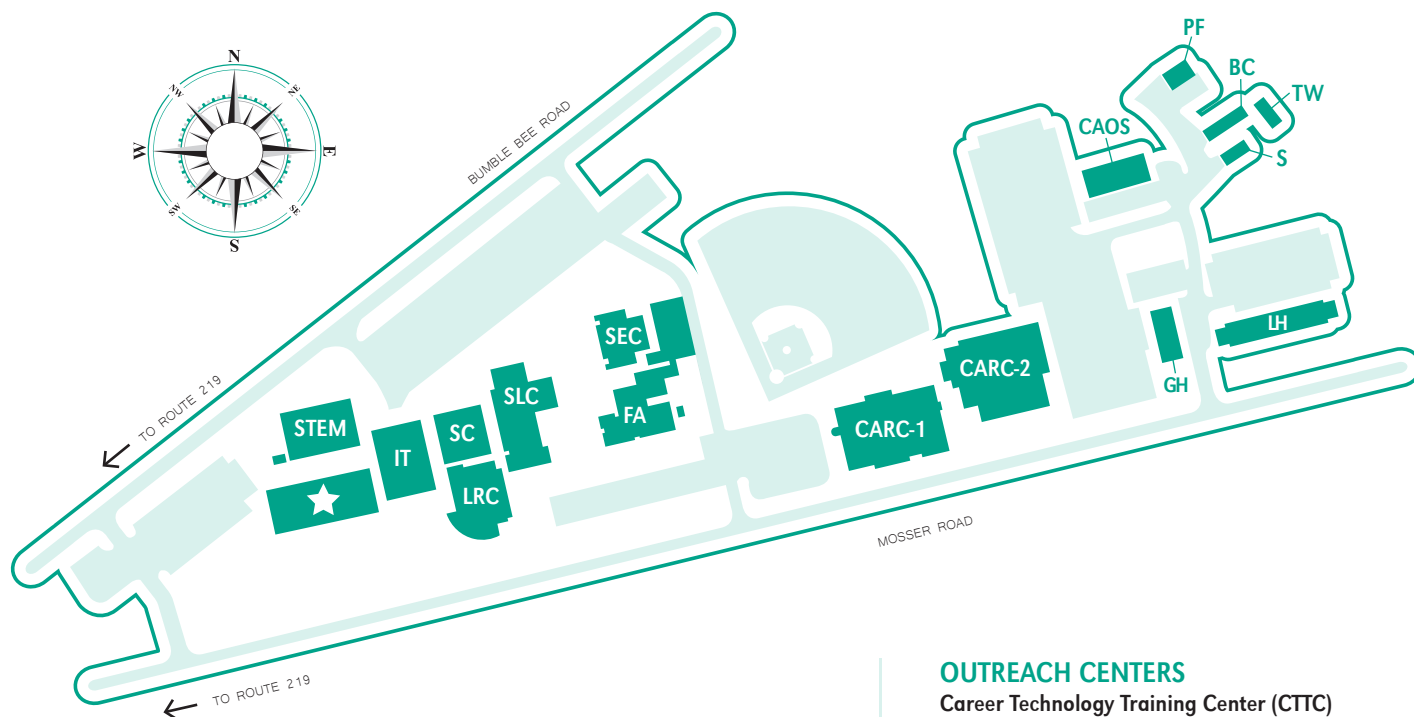 N
NW
NE
W
E
SW
SE
S
BUMBLE BEE ROAD
PF
BC
TW
CAOS
S
TO ROUTE 219
SEC
LH
CARC-2
GH
SLC
STEM
SC
FA
IT
CARC-1
LRC
MOSSER ROAD
TO ROUTE 219
OUTREACH CENTERS
Career Technology Training Center (CTTC)